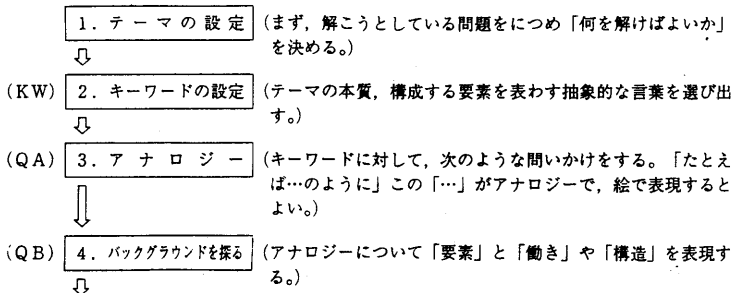 1. テーマの設定 (まず，解こうとしている問題をにつめ「何を解けばよいか」
を決める。)
(KW) 2. キーワードの設定 (テーマの本質，構成する要素を表わす抽象的な言葉を選び出
す。)
(QA) 3. アナロジー (キーワードに対して，次のような問いかけをする。「たとえ
ば…のように」この「…」がアナロジーで，絵で表現すると
よい。)
(QB) 4. バックグラウンドを探る (アナロジーについて「要素」と「働き」や「構造」を表現す
る。)